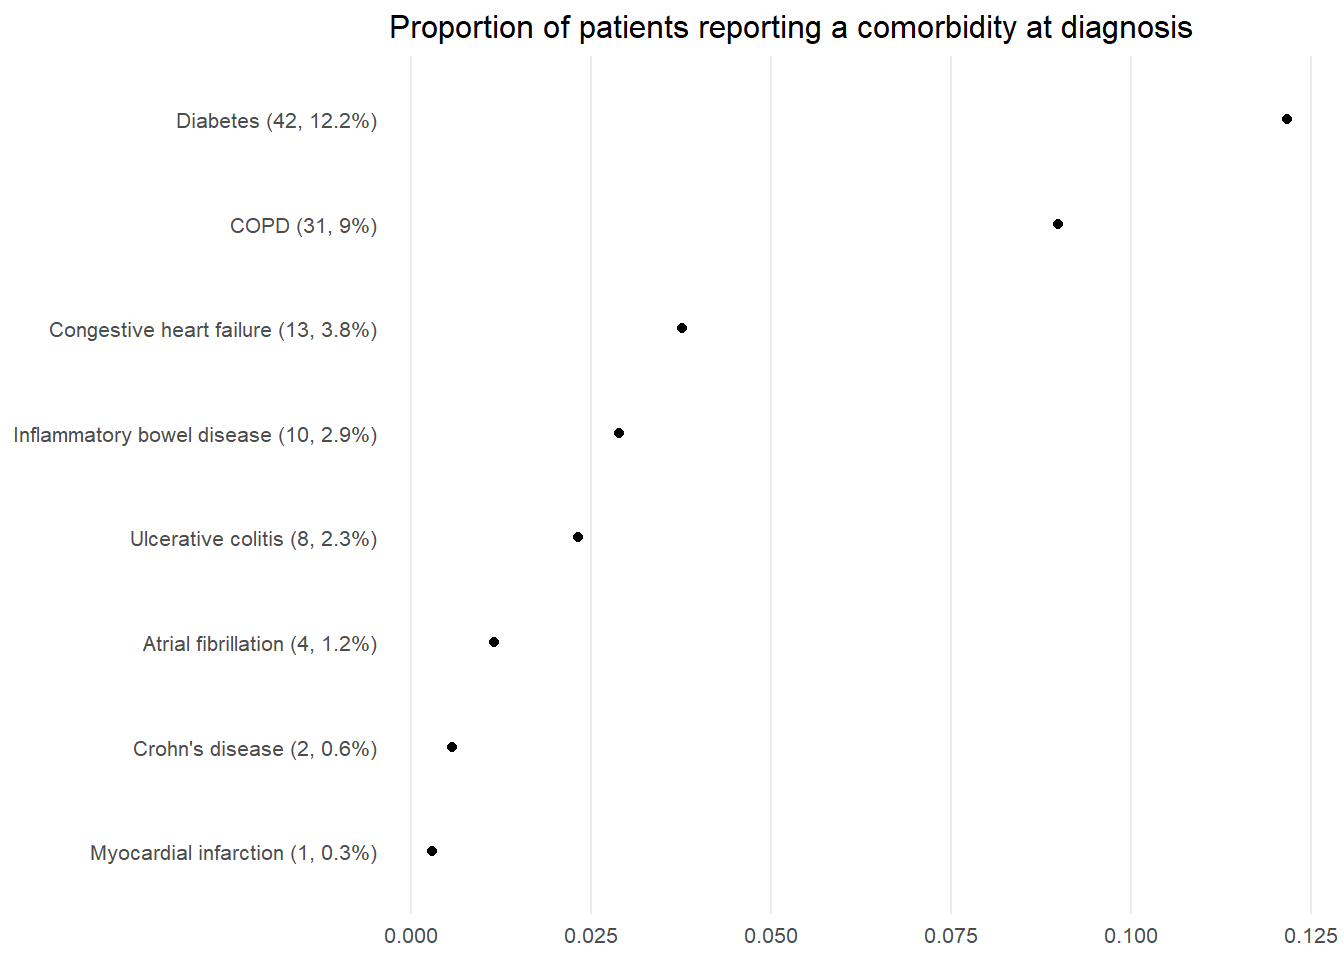 Proportion of patients reporting a comorbidity at diagnosis
Diabetes (42, 12.2%)
COPD (31, 9%)
Congestive heart failure (13, 3.8%)
Inflammatory bowel disease (10, 2.9%)
Ulcerative colitis (8, 2.3%)
Atrial fibrillation (4, 1.2%)
Crohn's disease (2, 0.6%)
Myocardial infarction (1, 0.3%)
0.000 0.025 0.050 0.075 0.100 0.125